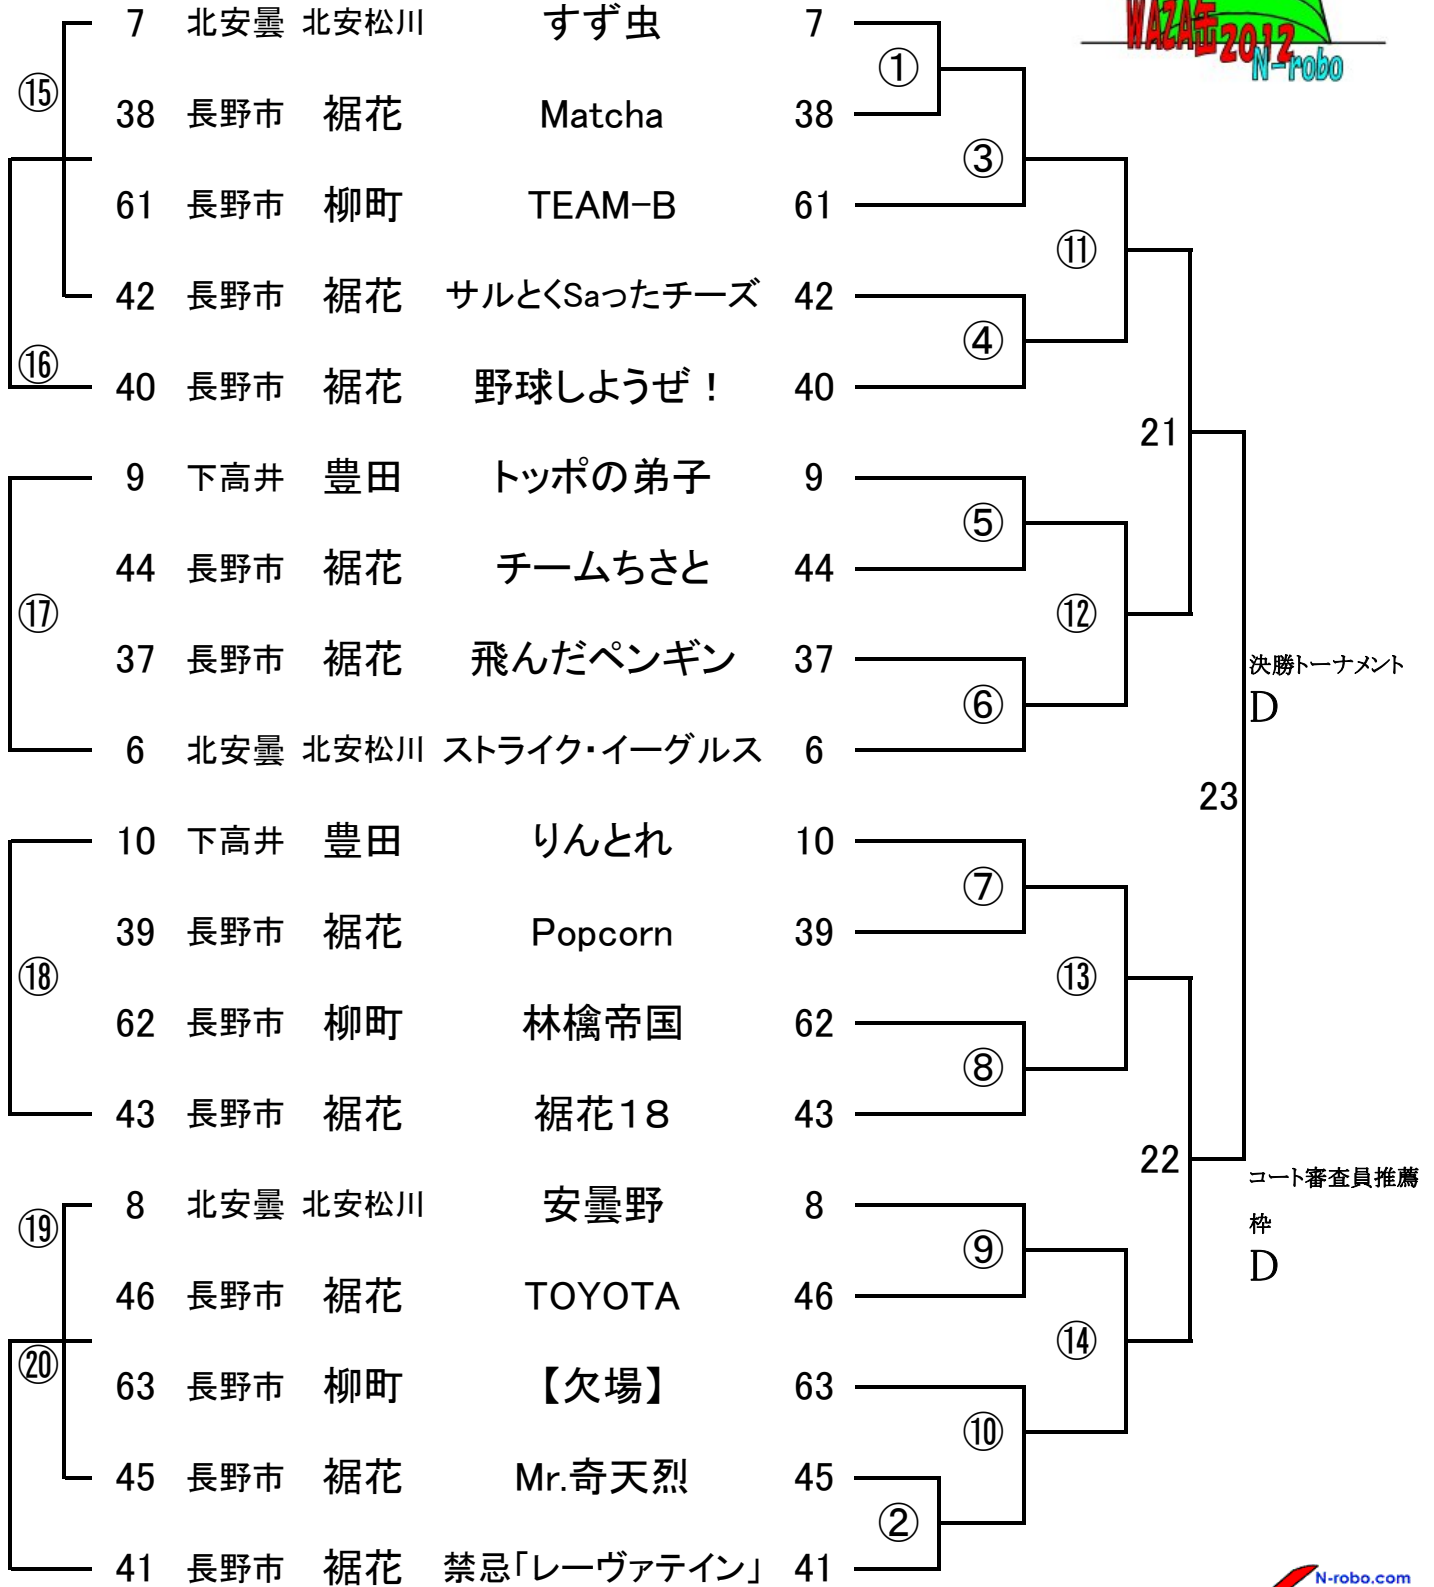 7 北安曇 北安松川 すず虫 7
WAZA缶2012
N-robo
①
⑮
38 長野市 裾花 Matcha 38
③
61 長野市 柳町 TEAM-B 61
⑪
42 長野市 裾花 サルとくSaったチーズ 42
④
⑯
40 長野市 裾花 野球しようぜ！ 40
21
9 下高井 豊田 トッポの弟子 9
⑤
44 長野市 裾花 チームちさと 44
⑰
⑫
37 長野市 裾花 飛んだペンギン 37
決勝トーナメント
D
⑥
6 北安曇 北安松川 ストライク・イーグルス 6
23
10 下高井 豊田 りんとれ 10
⑦
39 長野市 裾花 Popcorn 39
⑱
⑬
62 長野市 柳町 林檎帝国 62
⑧
43 長野市 裾花 裾花１８ 43
22
コート審査員推薦
枠
D
8 北安曇 北安松川 安曇野 8
⑲
⑨
46 長野市 裾花 TOYOTA 46
⑭
⑳
63 長野市 柳町 【欠場】 63
⑩
45 長野市 裾花 Mr.奇天烈 45
②
41 長野市 裾花 禁忌「レーヴァテイン」 41
N-robo.com